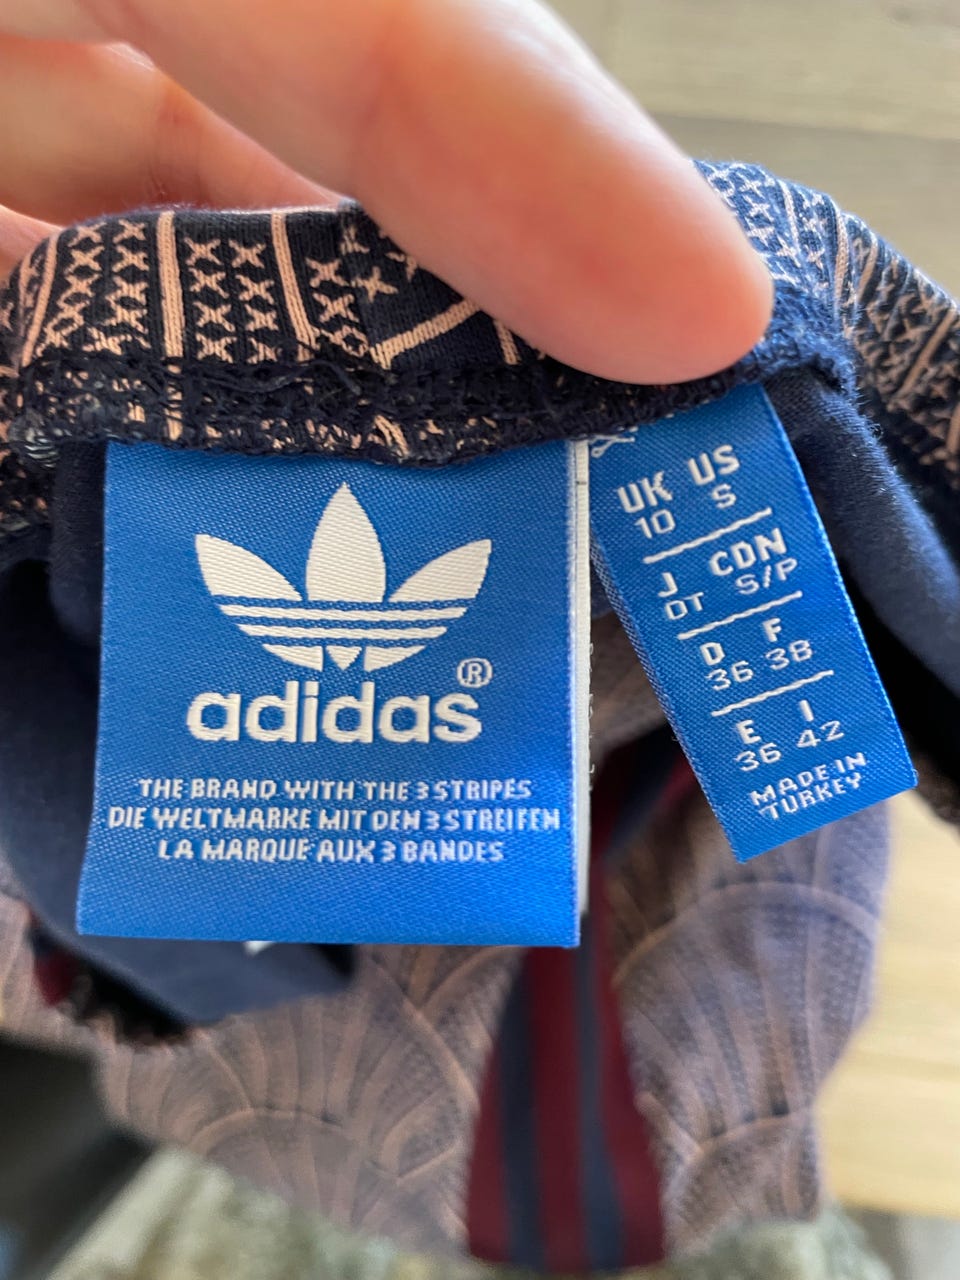 adidas®
THE BRAND WITH THE 3 STRIPES
DIE WELTMARKE MIT DEN 3 STREIFEN
LA MARQUE AUX 3 BANDES
UK US
10 S
J CDN
OT S/P
D F
36 38
E I
36 42
MADE IN
TURKEY